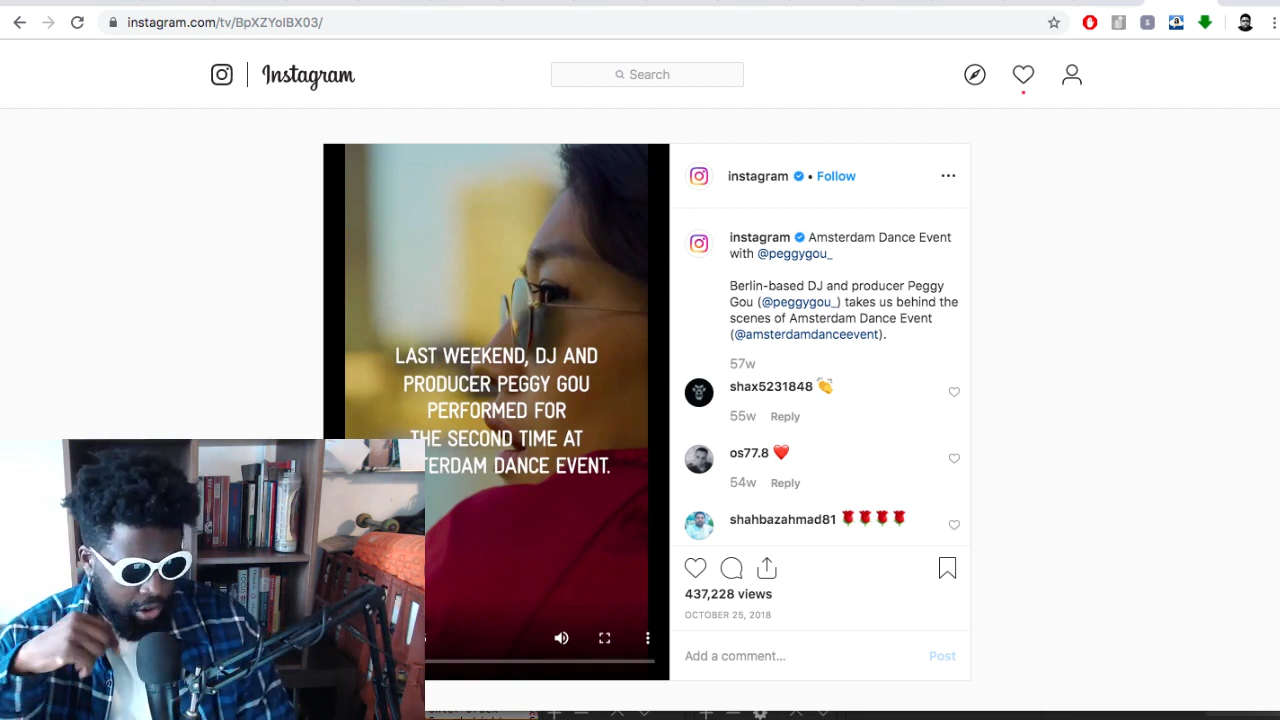 instagram.com/tv/BpXZYoIBX03/
Instagram
Search
instagram • Follow
instagram Amsterdam Dance Event
with @peggygou_
Berlin-based DJ and producer Peggy
Gou (@peggygou_) takes us behind the
scenes of Amsterdam Dance Event
(@amsterdamdanceevent).
57w
shax5231848 👏
55w Reply
os77.8 ❤️
54w Reply
shahbazahmad81 🌹🌹🌹🌹
437,228 views
OCTOBER 25, 2018
Add a comment... Post
LAST WEEKEND, DJ AND
PRODUCER PEGGY GOU
PERFORMED FOR
THE SECOND TIME AT
TERDAM DANCE EVENT.